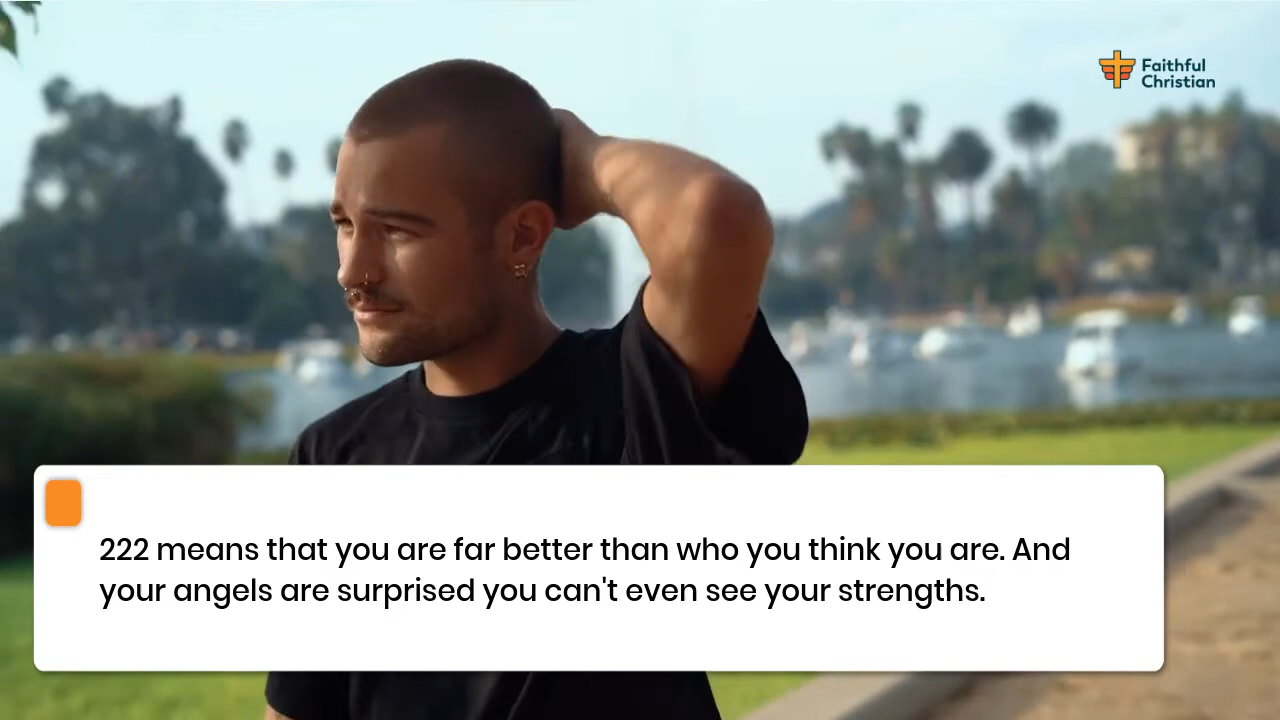 Faithful
Christian
222 means that you are far better than who you think you are. And
your angels are surprised you can't even see your strengths.